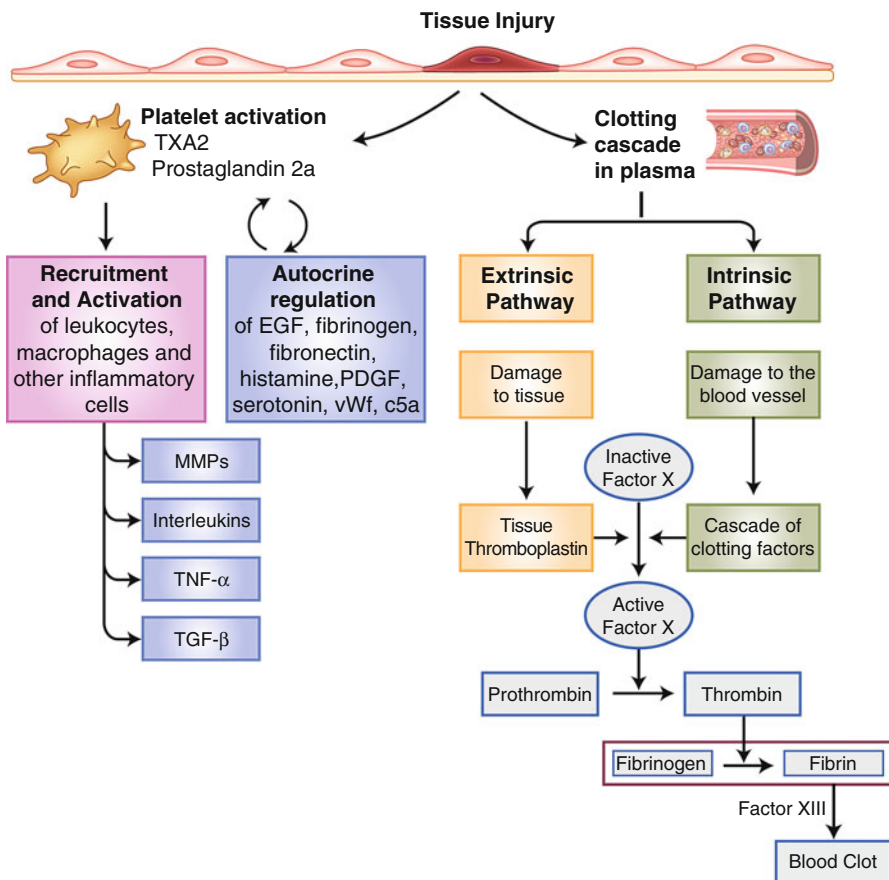 Tissue Injury
Platelet activation
TXA2
Prostaglandin 2a
Clotting
cascade
in plasma
Recruitment
and Activation
of leukocytes,
macrophages and
other inflammatory
cells
Autocrine
regulation
of EGF, fibrinogen,
fibronectin,
histamine,PDGF,
serotonin, vWf, c5a
MMPs
Interleukins
TNF-α
TGF-β
Extrinsic
Pathway
Intrinsic
Pathway
Damage
to tissue
Damage to the
blood vessel
Inactive
Factor X
Tissue
Thromboplastin
Cascade of
clotting factors
Active
Factor X
Prothrombin
Thrombin
Fibrinogen
Fibrin
Factor XIII
Blood Clot